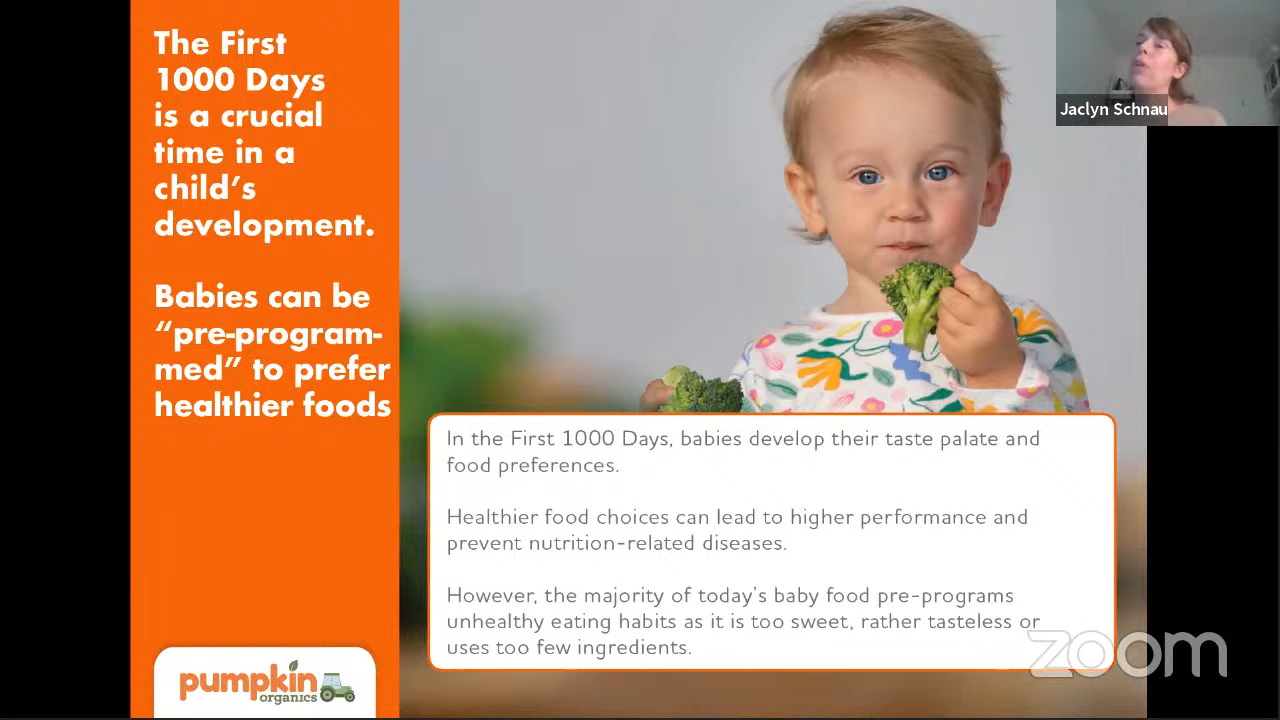 The First
1000 Days
is a crucial
time in a
child's
development.
Babies can be
“pre-program-
med” to prefer
healthier foods
Jaclyn Schnau
In the First 1000 Days, babies develop their taste palate and
food preferences.
Healthier food choices can lead to higher performance and
prevent nutrition-related diseases.
However, the majority of today's baby food pre-programs
unhealthy eating habits as it is too sweet, rather tasteless or
uses too few ingredients.
pumpkin
organics
zoom